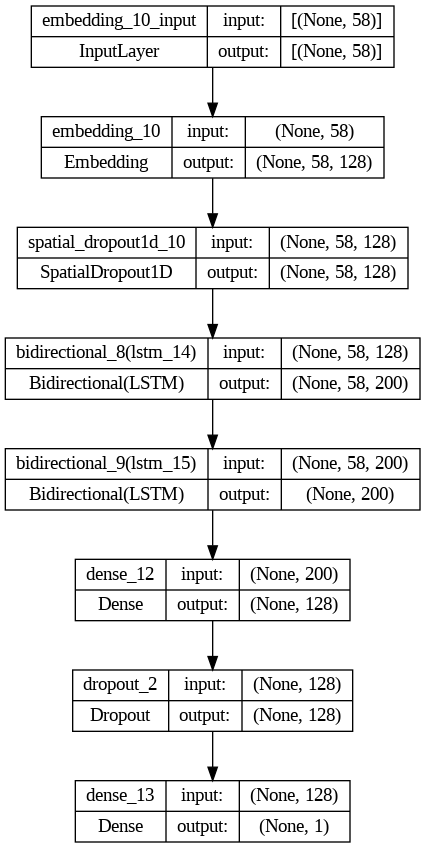 embedding_10_input input: [(None, 58)]
InputLayer output: [(None, 58)]
embedding_10 input: (None, 58)
Embedding output: (None, 58, 128)
spatial_dropout1d_10 input: (None, 58, 128)
SpatialDropout1D output: (None, 58, 128)
bidirectional_8(lstm_14) input: (None, 58, 128)
Bidirectional(LSTM) output: (None, 58, 200)
bidirectional_9(lstm_15) input: (None, 58, 200)
Bidirectional(LSTM) output: (None, 200)
dense_12 input: (None, 200)
Dense output: (None, 128)
dropout_2 input: (None, 128)
Dropout output: (None, 128)
dense_13 input: (None, 128)
Dense output: (None, 1)